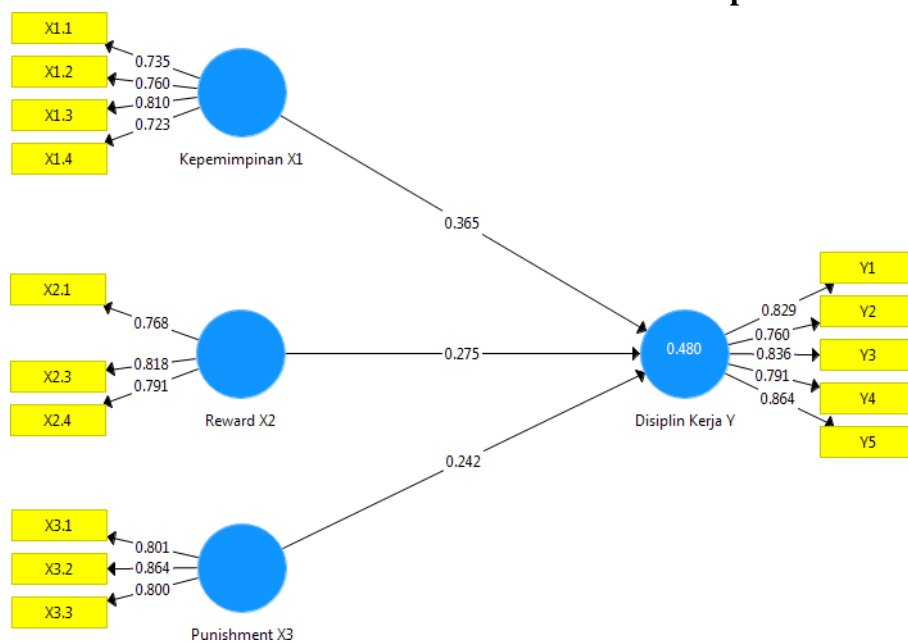 X1.1
X1.2
X1.3
X1.4
0.735
0.760
0.810
0.723
Kepemimpinan X1
0.365
X2.1
X2.3
X2.4
0.768
0.818
0.791
Reward X2
0.275
X3.1
X3.2
X3.3
0.801
0.864
0.800
Punishment X3
0.242
0.480
Disiplin Kerja Y
0.829
0.760
0.836
0.791
0.864
Y1
Y2
Y3
Y4
Y5